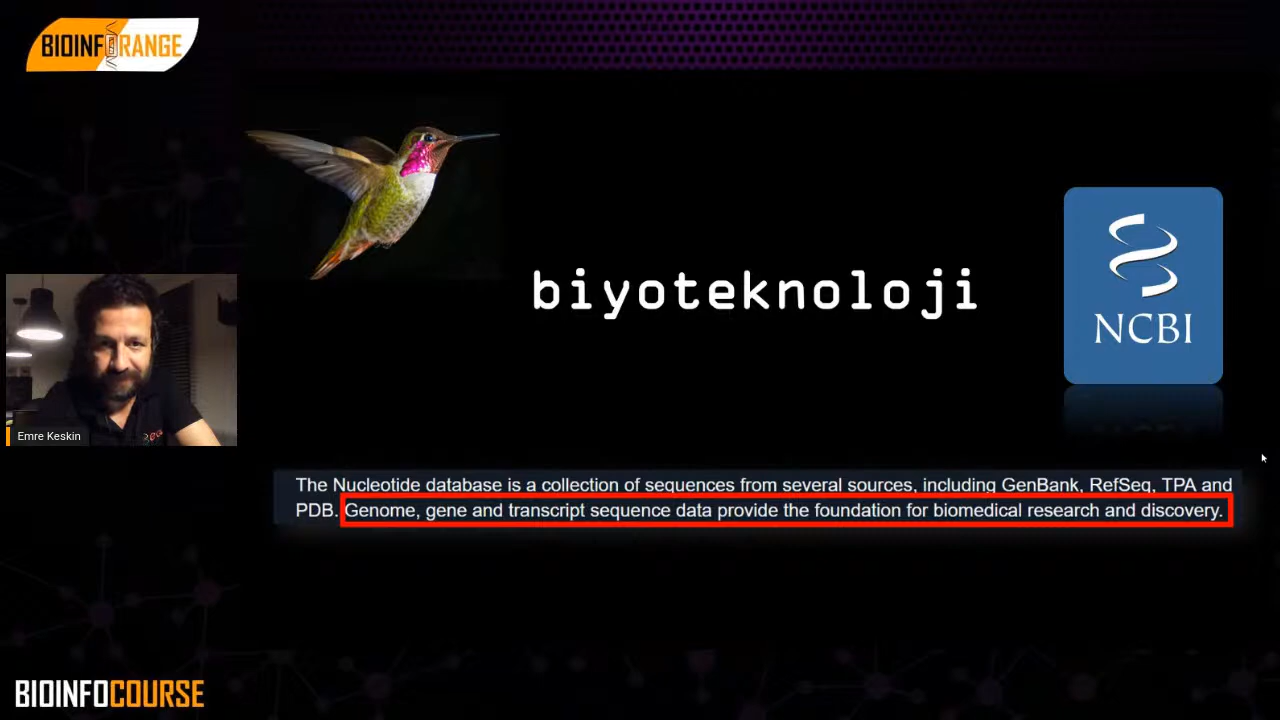 BIOINFORANGE
biyoteknoloji
NCBI
Emre Keskin
The Nucleotide database is a collection of sequences from several sources, including GenBank, RefSeq, TPA and
PDB. Genome, gene and transcript sequence data provide the foundation for biomedical research and discovery.
BIOINFOCOURSE